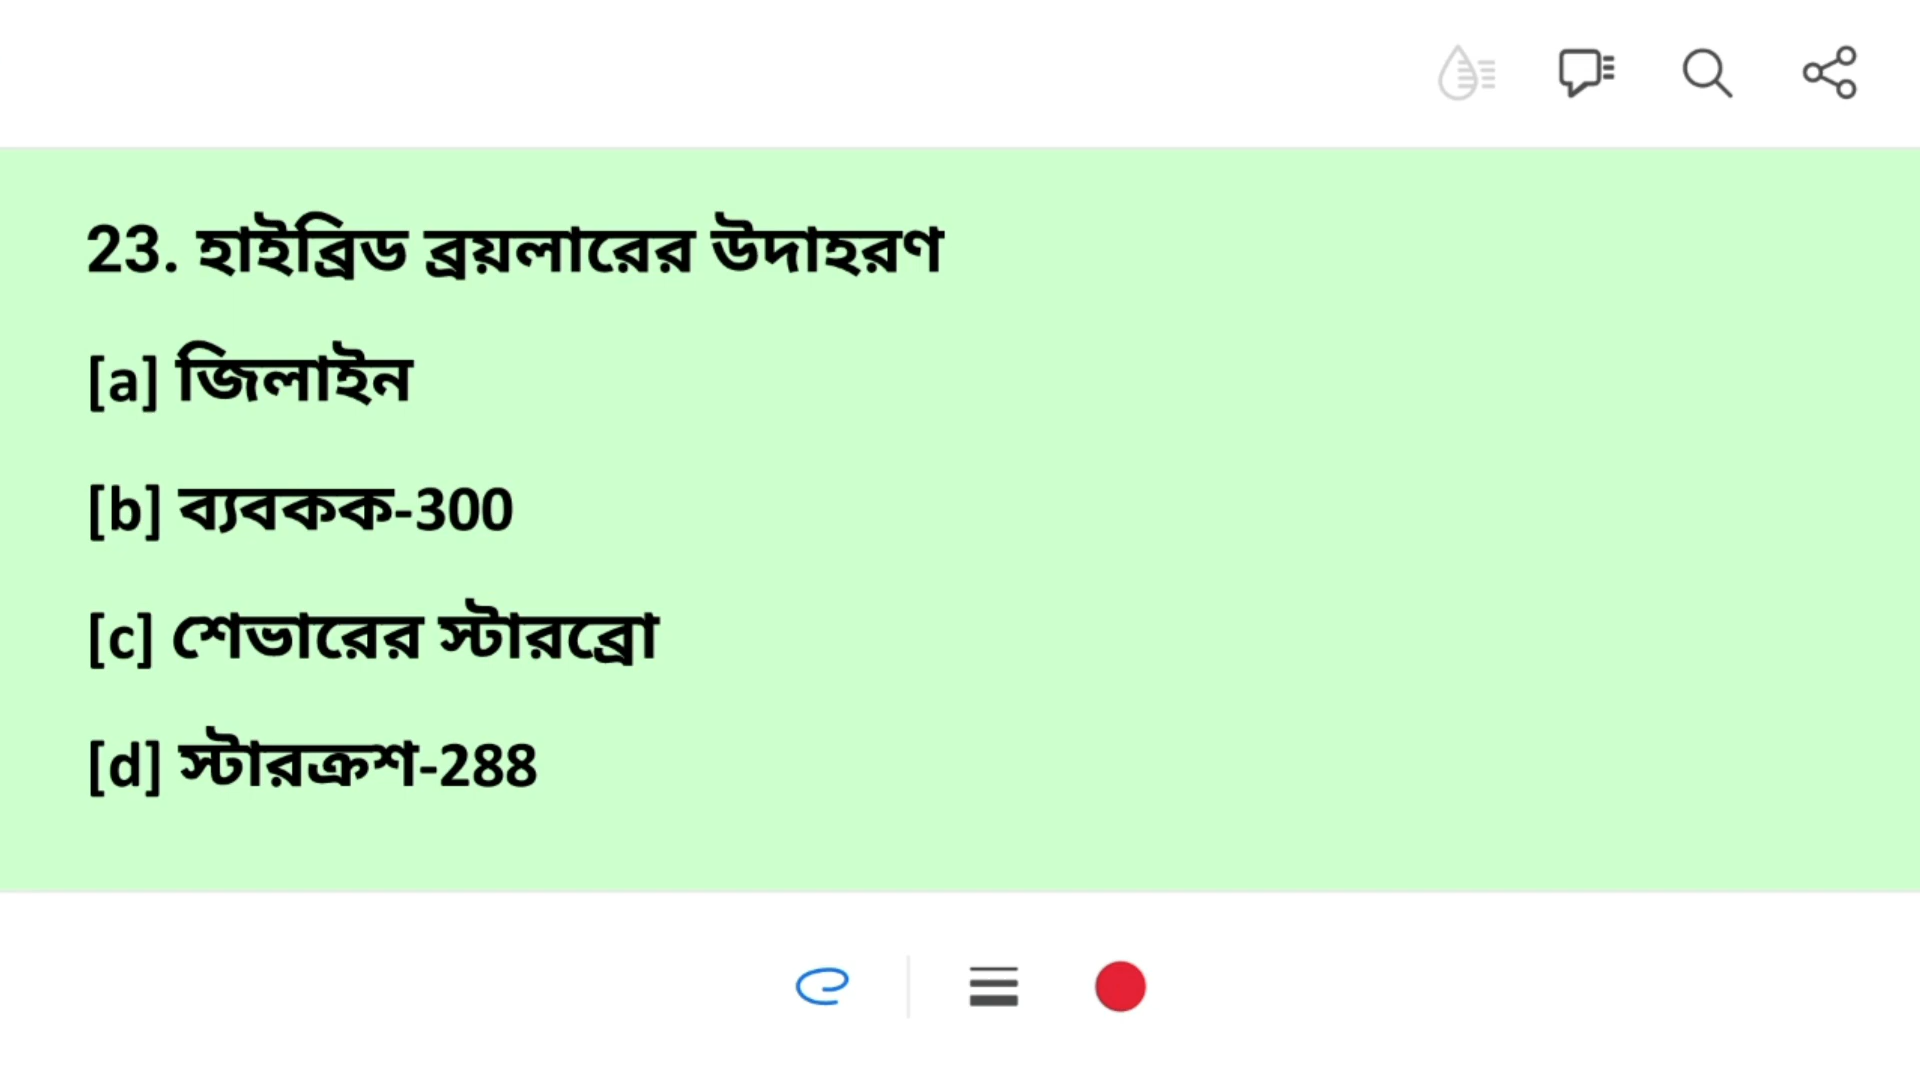 23. হাইব্রিড ব্রয়লারের উদাহরণ
[a] জিলাইন
[b] ব্যবকক-300
[c] শেভারের স্টারব্রো
[d] স্টারক্রশ-288